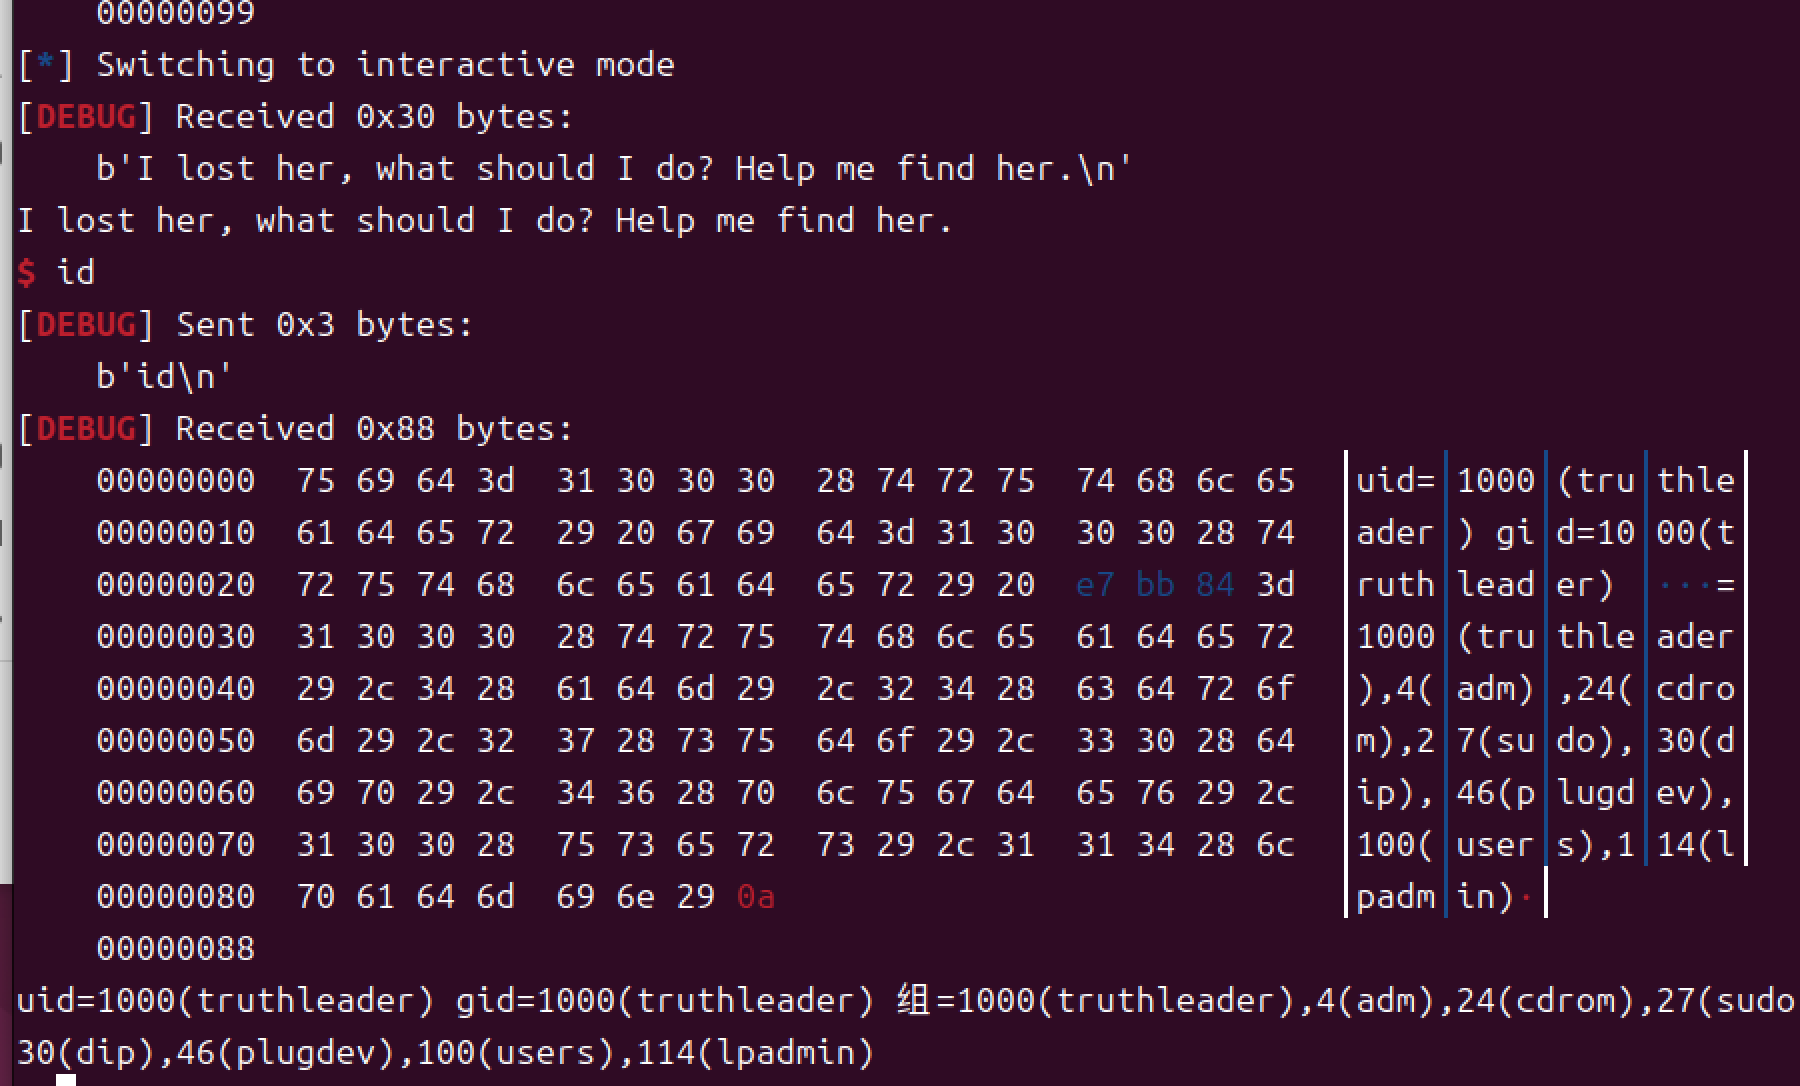 00000099
[*] Switching to interactive mode
[DEBUG] Received 0x30 bytes:
b'I lost her, what should I do? Help me find her.\n'
I lost her, what should I do? Help me find her.
$ id
[DEBUG] Sent 0x3 bytes:
b'id\n'
[DEBUG] Received 0x88 bytes:
00000000  75 69 64 3d  31 30 30 30  28 74 72 75  74 68 6c 65  │uid=│1000│(tru│thle│
00000010  61 64 65 72  29 20 67 69  64 3d 31 30  30 30 28 74  │ader│) gi│d=10│00(t│
00000020  72 75 74 68  6c 65 61 64  65 72 29 20  e7 bb 84 3d  │ruth│lead│er) │···=│
00000030  31 30 30 30  28 74 72 75  74 68 6c 65  61 64 65 72  │1000│(tru│thle│ader│
00000040  29 2c 34 28  61 64 6d 29  2c 32 34 28  63 64 72 6f  │),4(│adm)│,24(│cdro│
00000050  6d 29 2c 32  37 28 73 75  64 6f 29 2c  33 30 28 64  │m),2│7(su│do),│30(d│
00000060  69 70 29 2c  34 36 28 70  6c 75 67 64  65 76 29 2c  │ip),│46(p│lugd│ev),│
00000070  31 30 30 28  75 73 65 72  73 29 2c 31  31 34 28 6c  │100(│user│s),1│14(l│
00000080  70 61 64 6d  69 6e 29 0a  │padm│in)·│
00000088
uid=1000(truthleader) gid=1000(truthleader) 组=1000(truthleader),4(adm),24(cdrom),27(sudo
30(dip),46(plugdev),100(users),114(lpadmin)